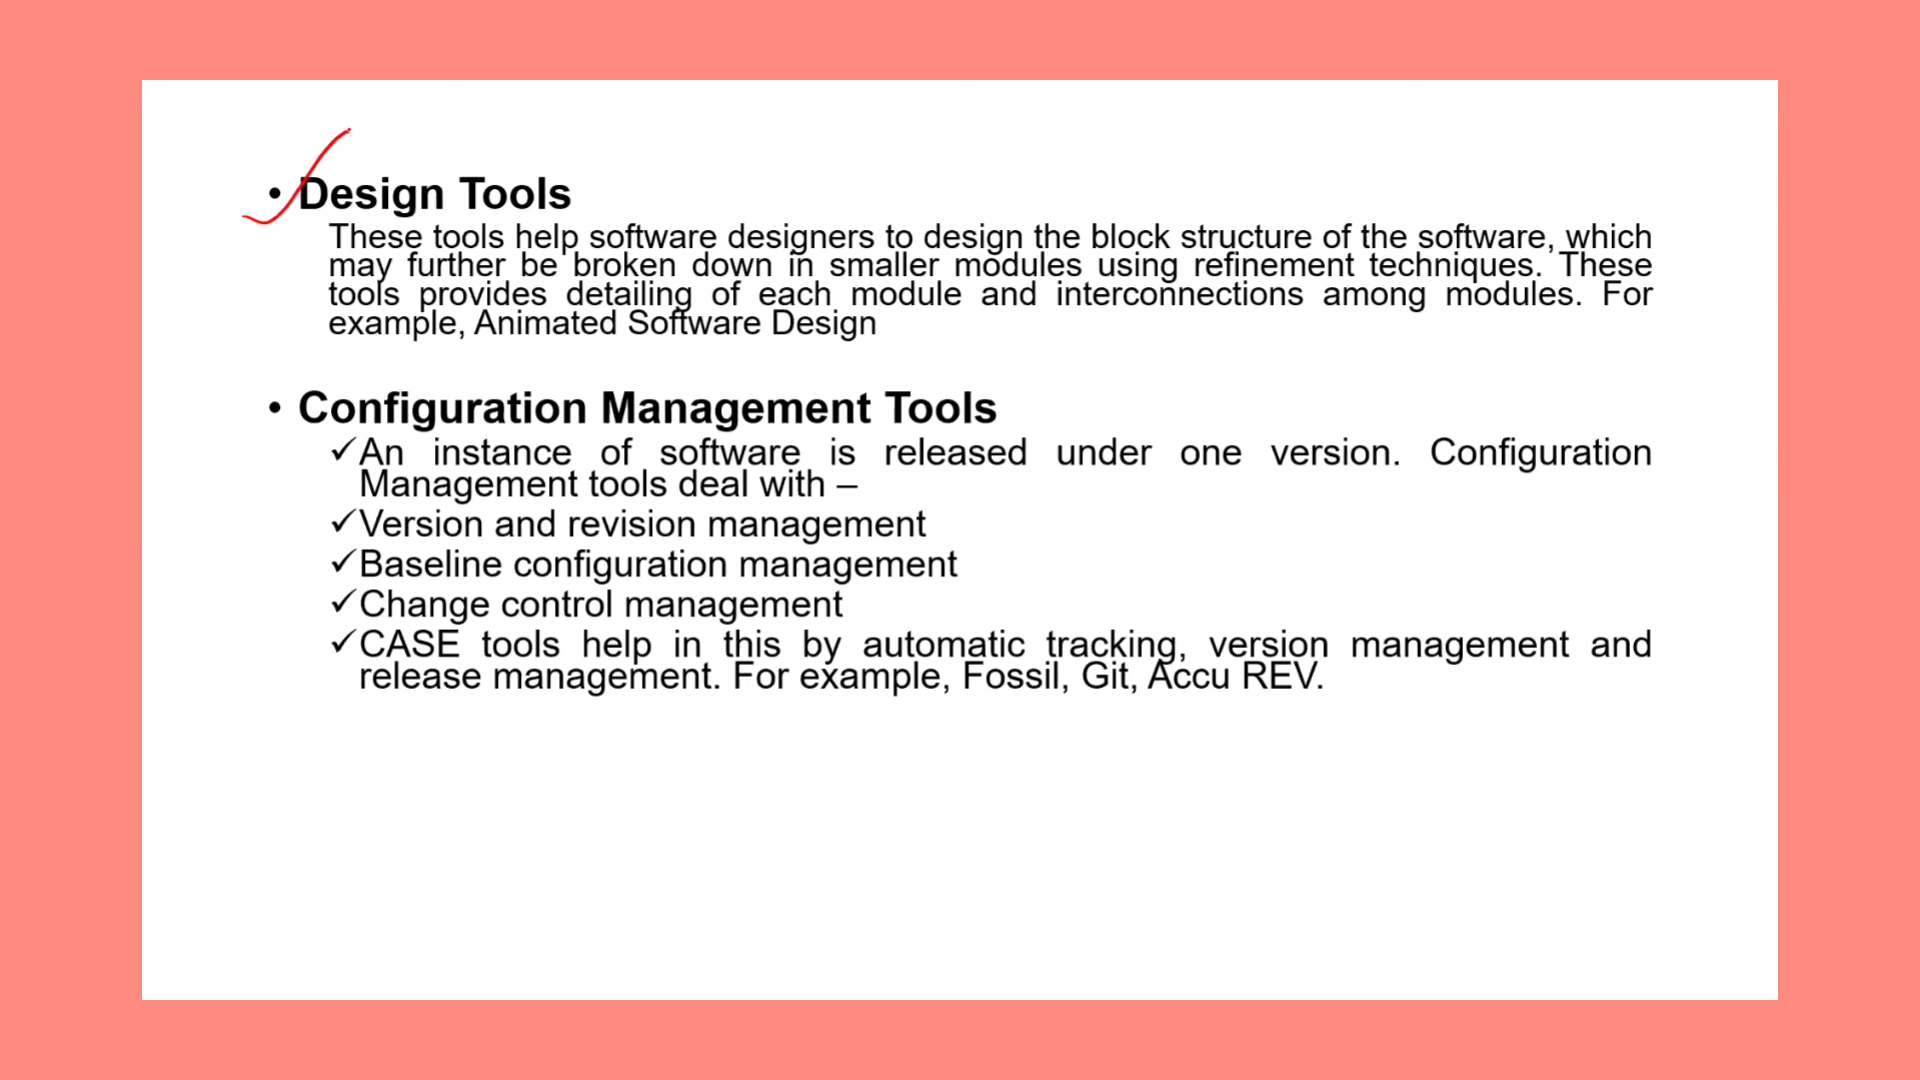 • Design Tools
These tools help software designers to design the block structure of the software, which
may further be broken down in smaller modules using refinement techniques. These
tools provides detailing of each module and interconnections among modules. For
example, Animated Software Design
• Configuration Management Tools
✓An instance of software is released under one version. Configuration
Management tools deal with –
✓Version and revision management
✓Baseline configuration management
✓Change control management
✓CASE tools help in this by automatic tracking, version management and
release management. For example, Fossil, Git, Accu REV.